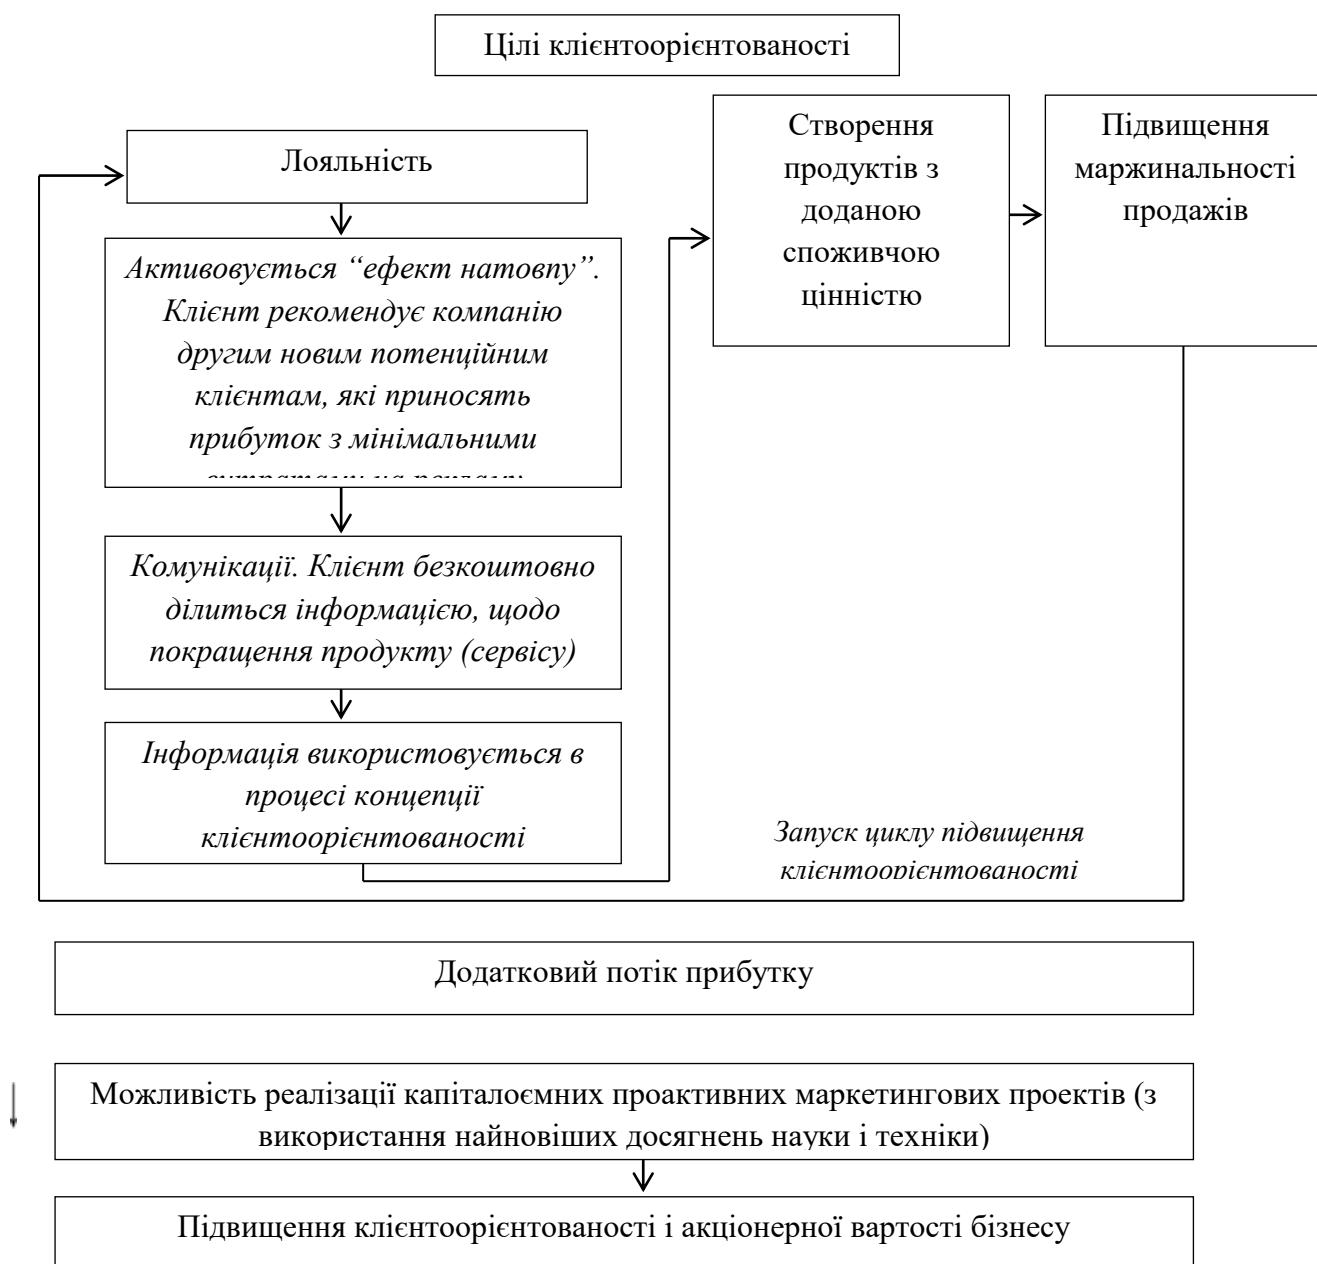 Цілі клієнтоорієнтованості
Лояльність
Активовується “ефект натовпу”.
Клієнт рекомендує компанію
другим новим потенційним
клієнтам, які приносять
прибуток з мінімальними
витратами на рекламу
Комунікації. Клієнт безкоштовно
ділиться інформацією, щодо
покращення продукту (сервісу)
Інформація використовується в
процесі концепції
клієнтоорієнтованості
Створення
продуктів з
доданою
споживчою
цінністю
Підвищення
маржинальності
продажів
Запуск циклу підвищення
клієнтоорієнтованості
Додатковий потік прибутку
Можливість реалізації капіталоємних проактивних маркетингових проектів (з
використання найновіших досягнень науки і техніки)
Підвищення клієнтоорієнтованості і акціонерної вартості бізнесу